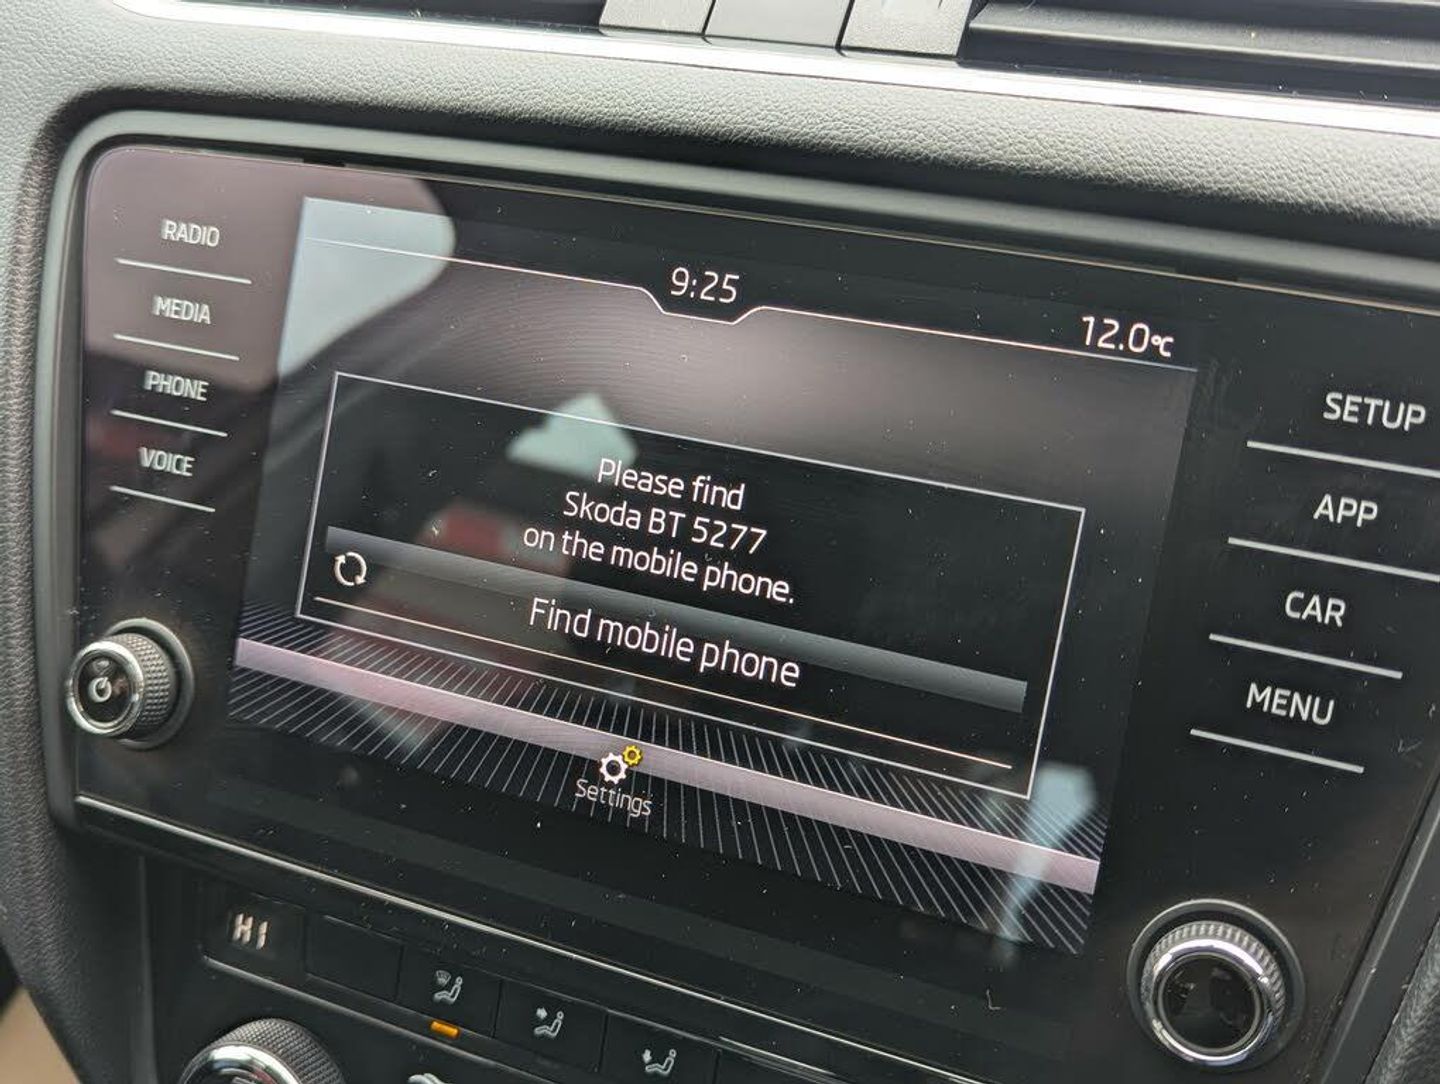 RADIO
MEDIA
PHONE
VOICE
9:25
12.0°C
Please find
Skoda BT 5277
on the mobile phone.
Find mobile phone
Settings
SETUP
APP
CAR
MENU
HI